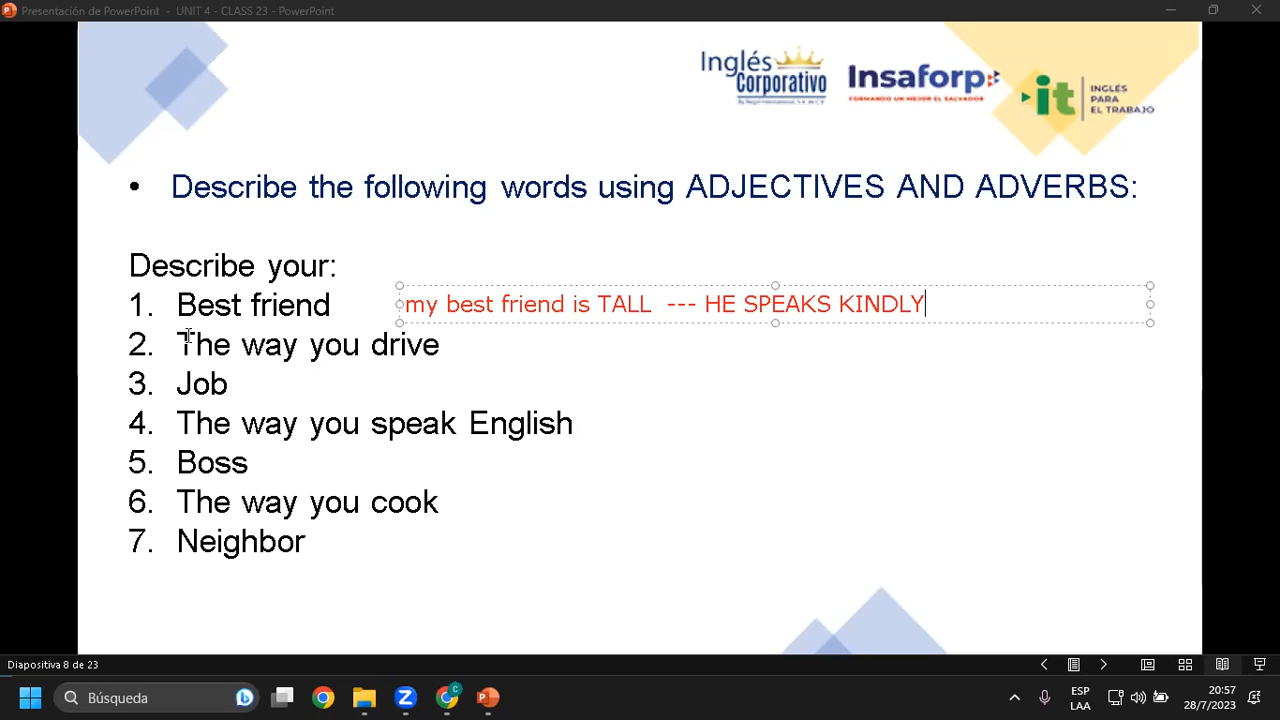 Presentación de PowerPoint - UNIT 4 - CLASS 23 - PowerPoint
Inglés
Corporativo
Insaforp
FORMANDO UN MEJOR EL SALVADOR
it
INGLÉS
PARA
EL TRABAJO
• Describe the following words using ADJECTIVES AND ADVERBS:
Describe your:
1. Best friend
my best friend is TALL --- HE SPEAKS KINDLY
2. The way you drive
3. Job
4. The way you speak English
5. Boss
6. The way you cook
7. Neighbor
Diapositiva 8 de 23
Búsqueda
ESP
LAA
20:57
28/7/2023